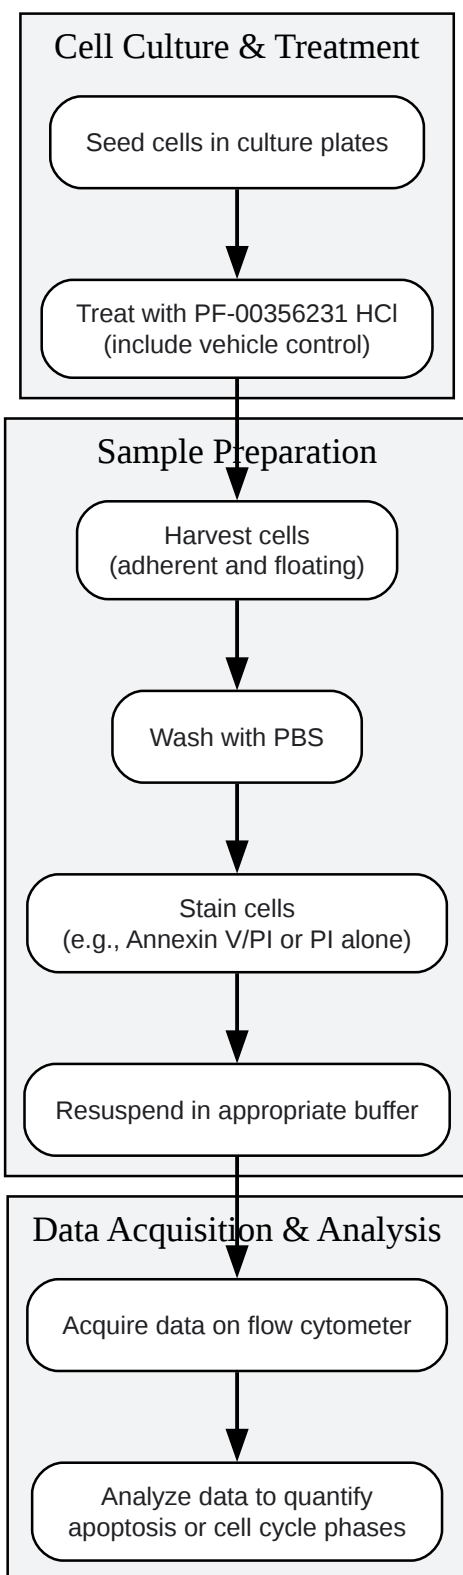 Cell Culture & Treatment
Seed cells in culture plates
Treat with PF-00356231 HCl
(include vehicle control)
Sample Preparation
Harvest cells
(adherent and floating)
Wash with PBS
Stain cells
(e.g., Annexin V/PI or PI alone)
Resuspend in appropriate buffer
Data Acquisition & Analysis
Acquire data on flow cytometer
Analyze data to quantify
apoptosis or cell cycle phases